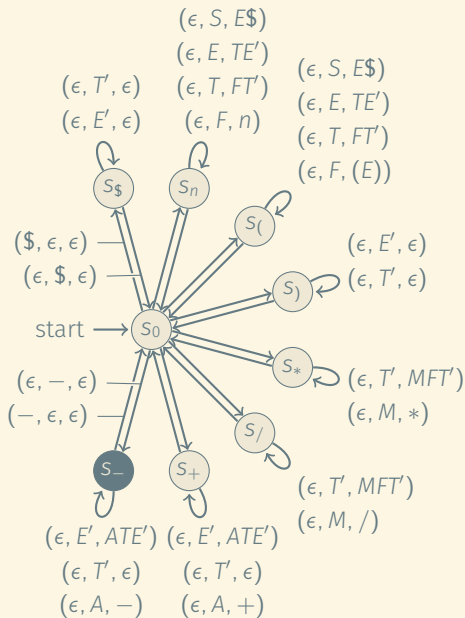 (ϵ, S, E$)
(ϵ, E, TE′)
(ϵ, T, FT′)
(ϵ, F, n)
(ϵ, S, E$)
(ϵ, E, TE′)
(ϵ, T, FT′)
(ϵ, F, (E))
(ϵ, T′, ϵ)
(ϵ, E′, ϵ)
S$
Sn
S(
($, ϵ, ϵ)
(ϵ, $, ϵ)
(ϵ, E′, ϵ)
(ϵ, T′, ϵ)
S)
start
S0
S*
(ϵ, T′, MFT′)
(ϵ, M, *)
(ϵ, −, ϵ)
(−, ϵ, ϵ)
S/
(ϵ, T′, MFT′)
(ϵ, M, /)
S−
S+
(ϵ, E′, ATE′)
(ϵ, T′, ϵ)
(ϵ, A, −)
(ϵ, E′, ATE′)
(ϵ, T′, ϵ)
(ϵ, A, +)